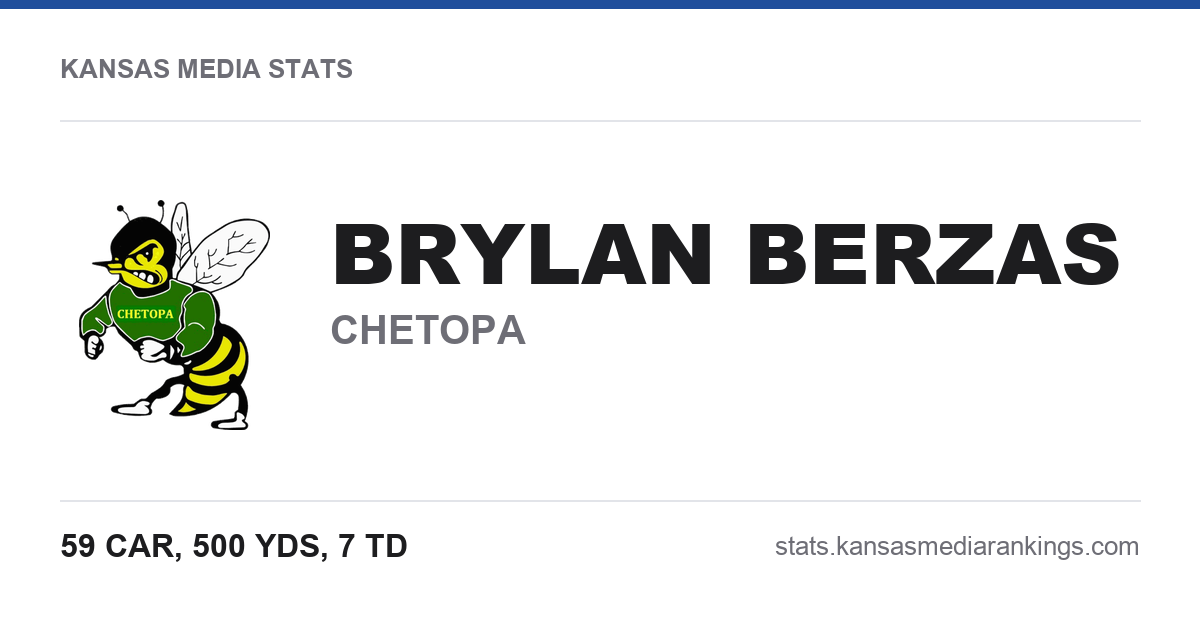 KANSAS MEDIA STATS
BRYLAN BERZAS
CHETOPA
CHETOPA
59 CAR, 500 YDS, 7 TD
stats.kansasmediarankings.com